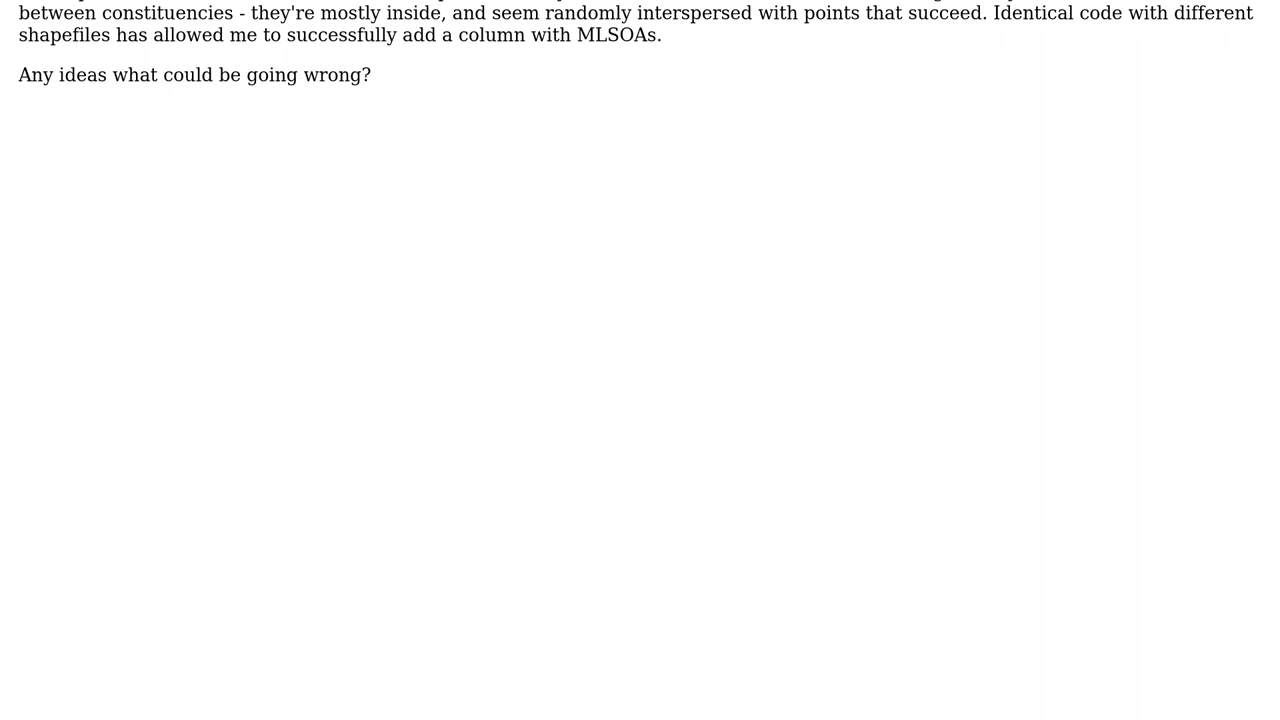 between constituencies - they're mostly inside, and seem randomly interspersed with points that succeed. Identical code with different
shapefiles has allowed me to successfully add a column with MLSOAs.
Any ideas what could be going wrong?